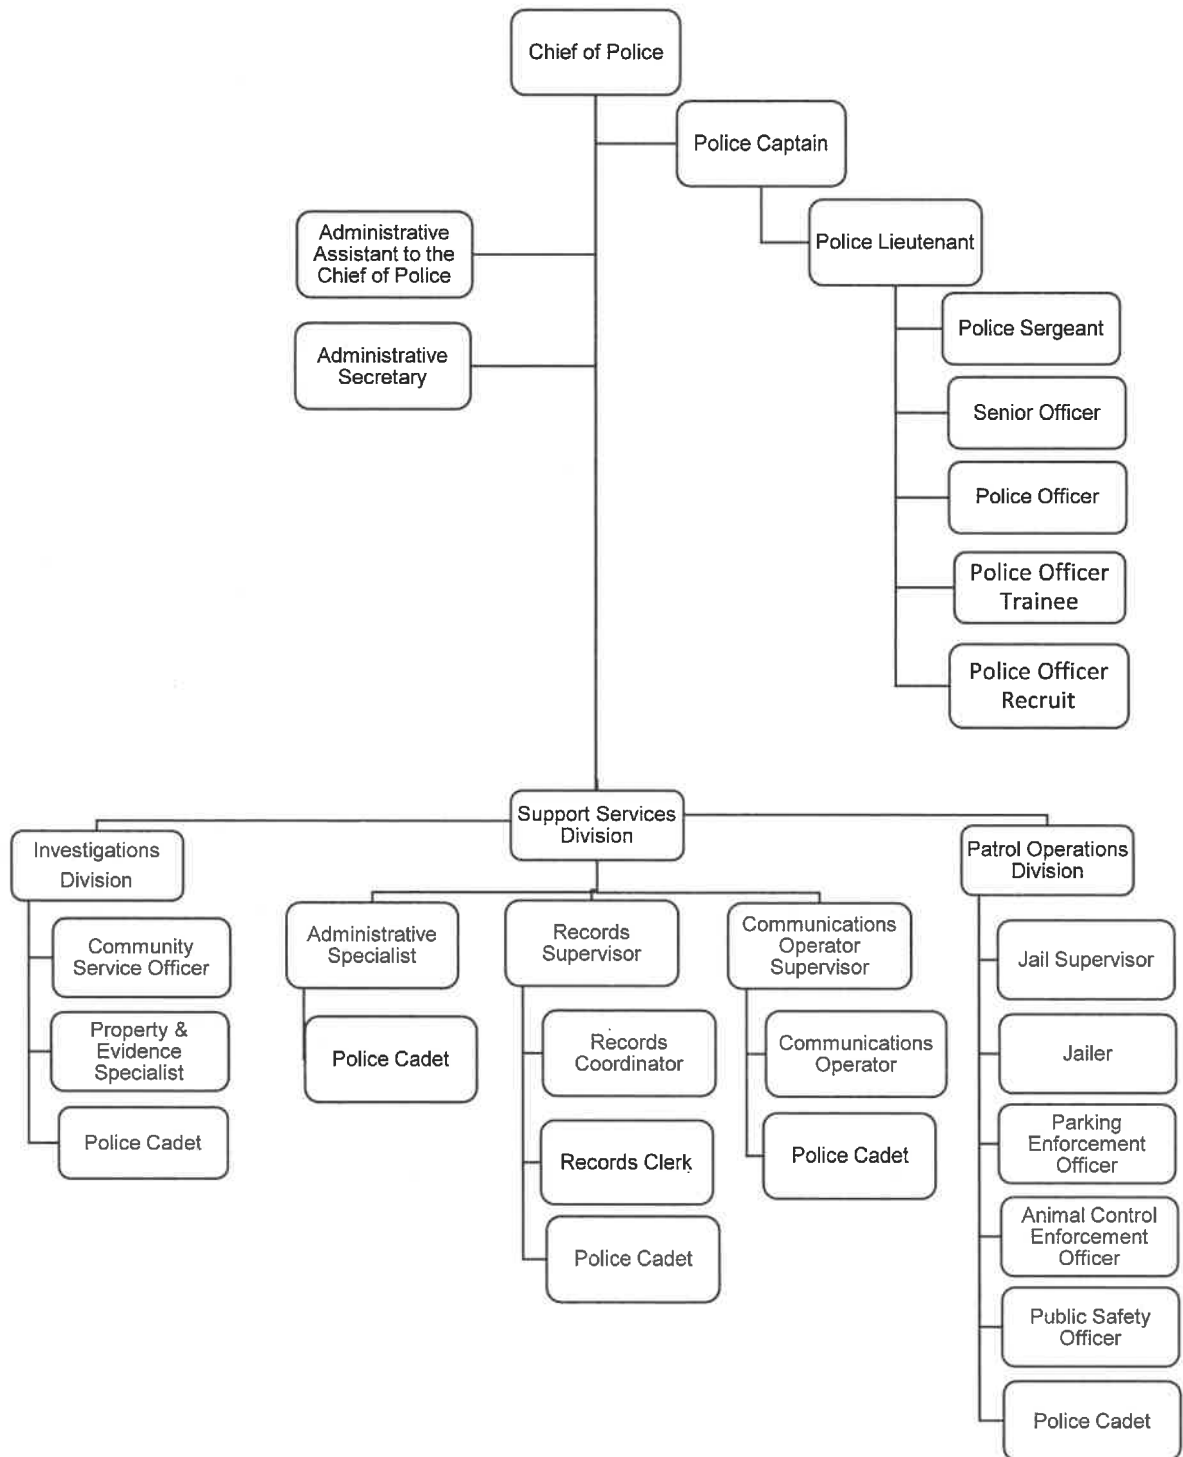 Chief of Police
Police Captain
Police Lieutenant
Administrative
Assistant to the
Chief of Police
Administrative
Secretary
Police Sergeant
Senior Officer
Police Officer
Police Officer
Trainee
Police Officer
Recruit
Support Services
Division
Investigations
Division
Community
Service Officer
Property &
Evidence
Specialist
Police Cadet
Administrative
Specialist
Police Cadet
Records
Supervisor
Records
Coordinator
Records Clerk
Police Cadet
Communications
Operator
Supervisor
Communications
Operator
Police Cadet
Patrol Operations
Division
Jail Supervisor
Jailer
Parking
Enforcement
Officer
Animal Control
Enforcement
Officer
Public Safety
Officer
Police Cadet